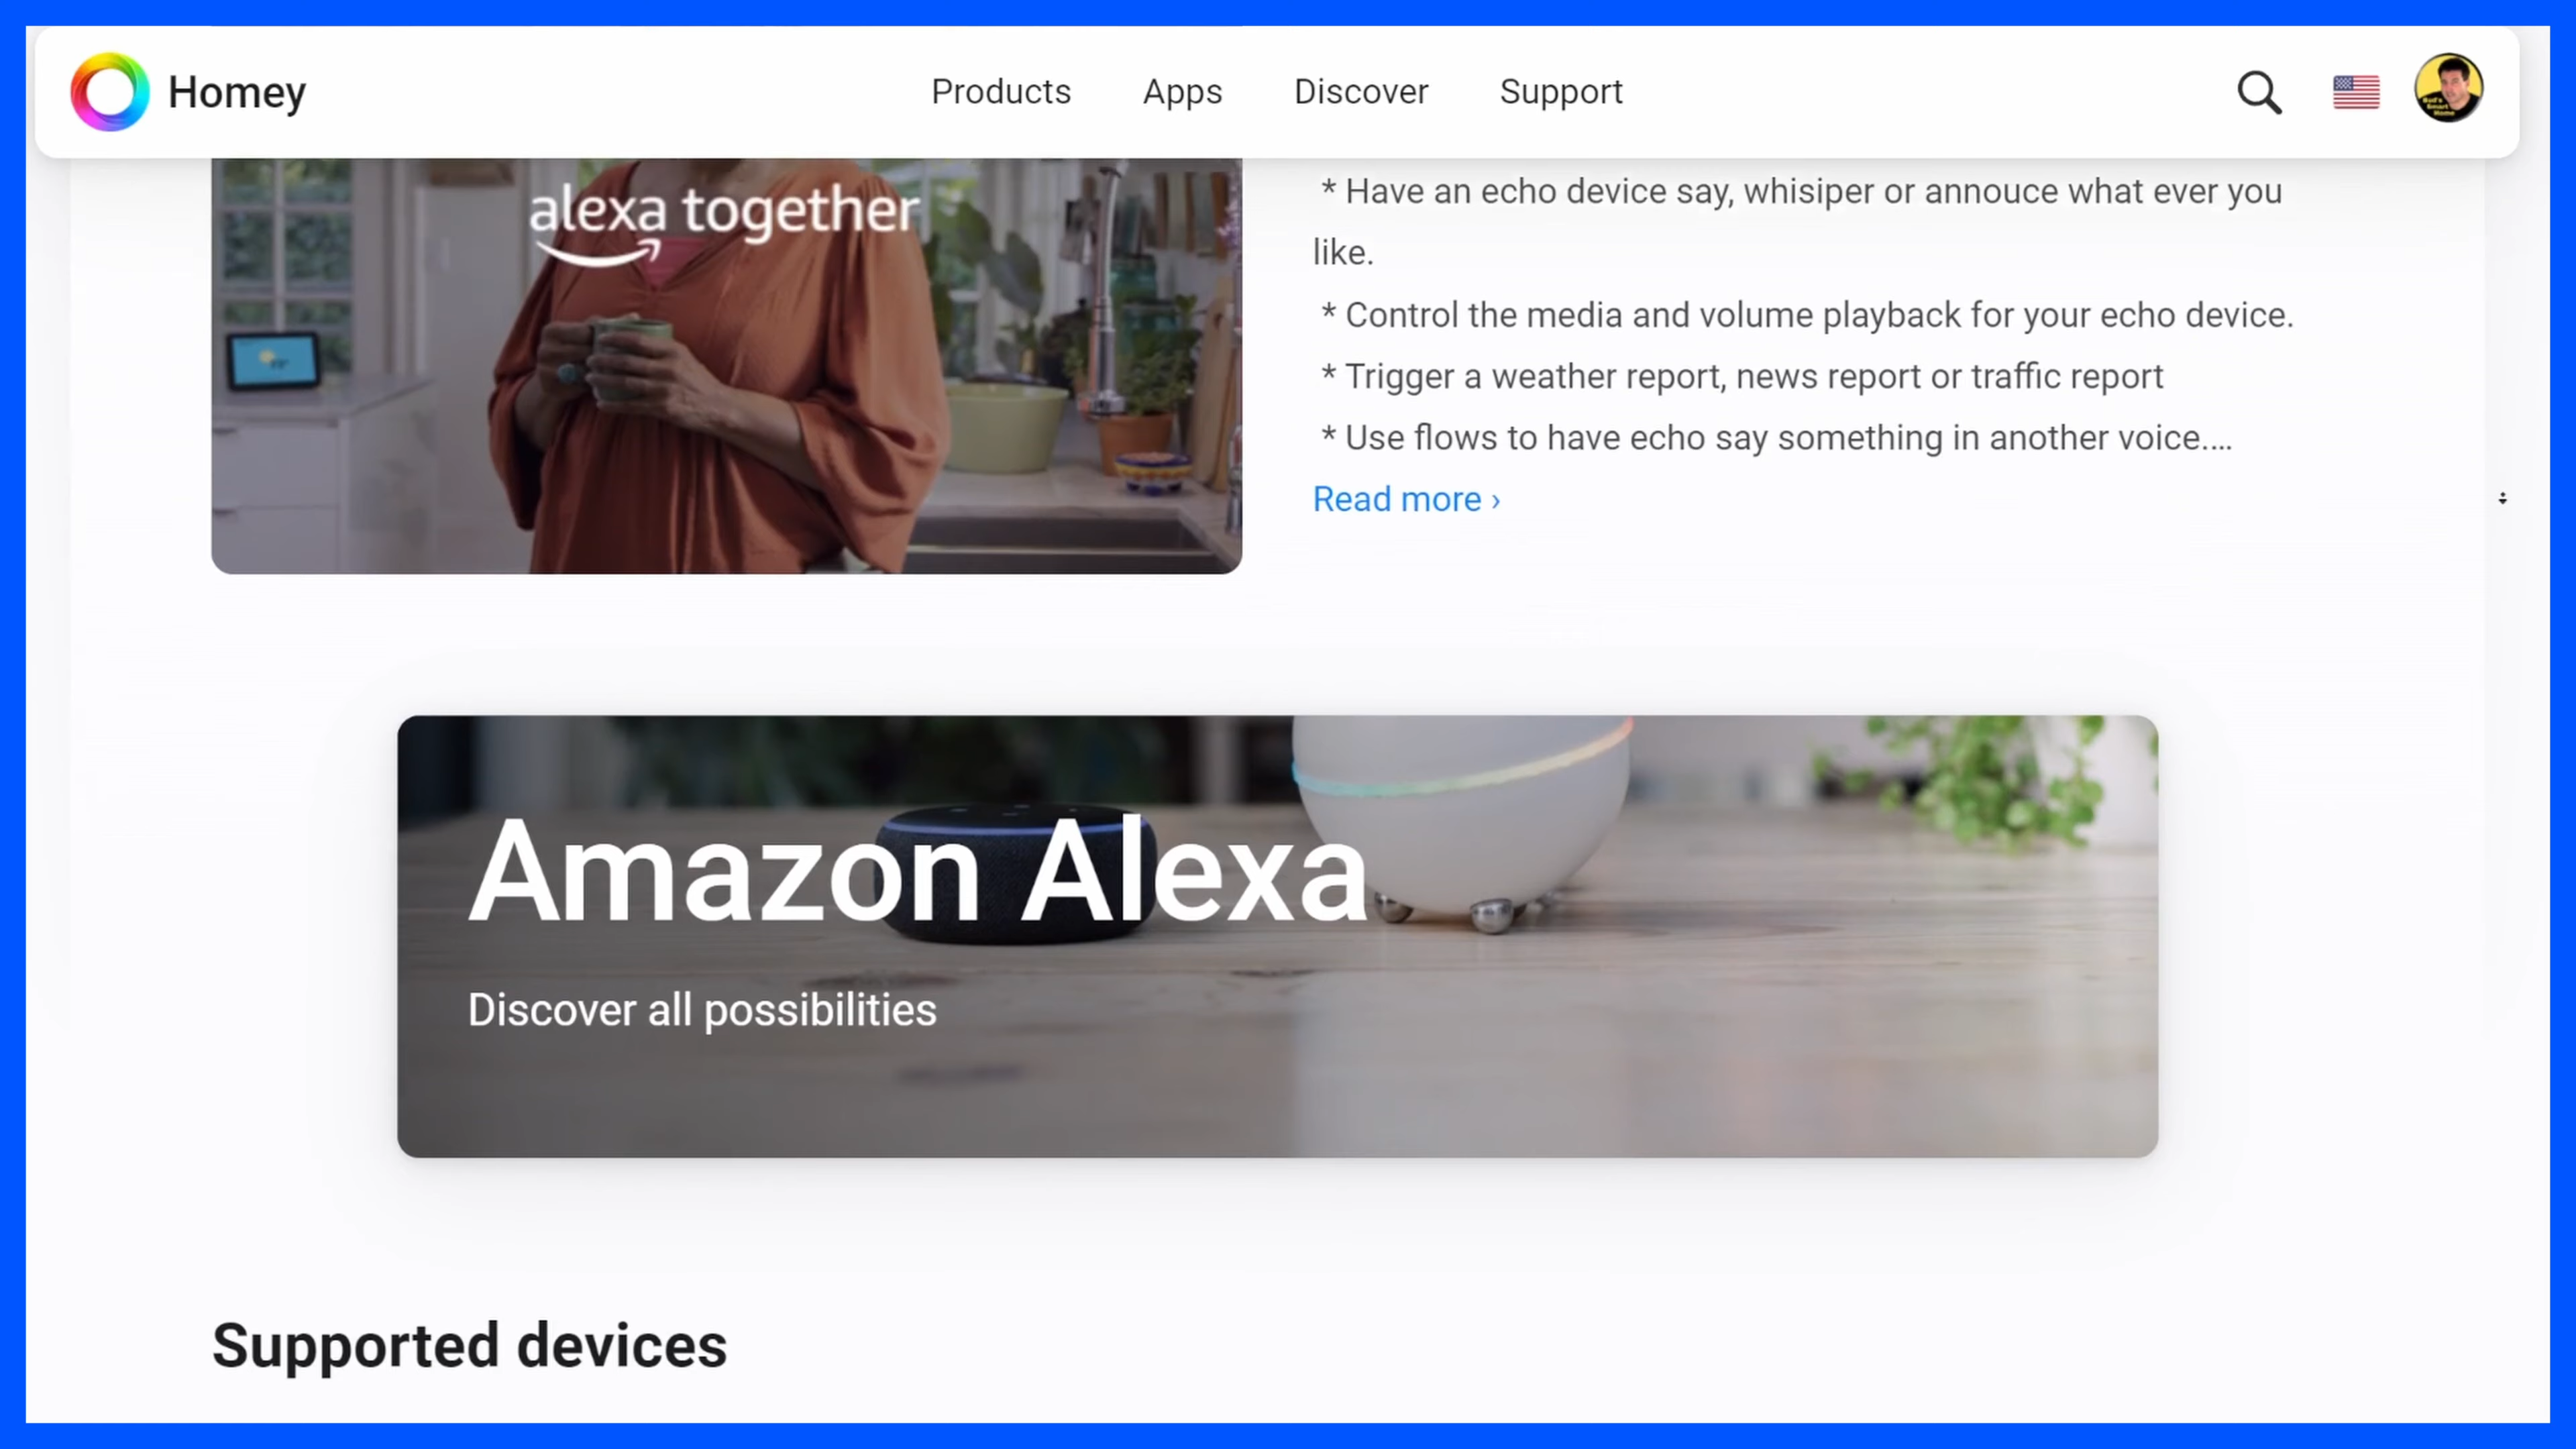 Homey
Products
Apps
Discover
Support
alexa together
* Have an echo device say, whisiper or annouce what ever you
like.
* Control the media and volume playback for your echo device.
* Trigger a weather report, news report or traffic report
* Use flows to have echo say something in another voice....
Read more ›
Amazon Alexa
Discover all possibilities
Supported devices